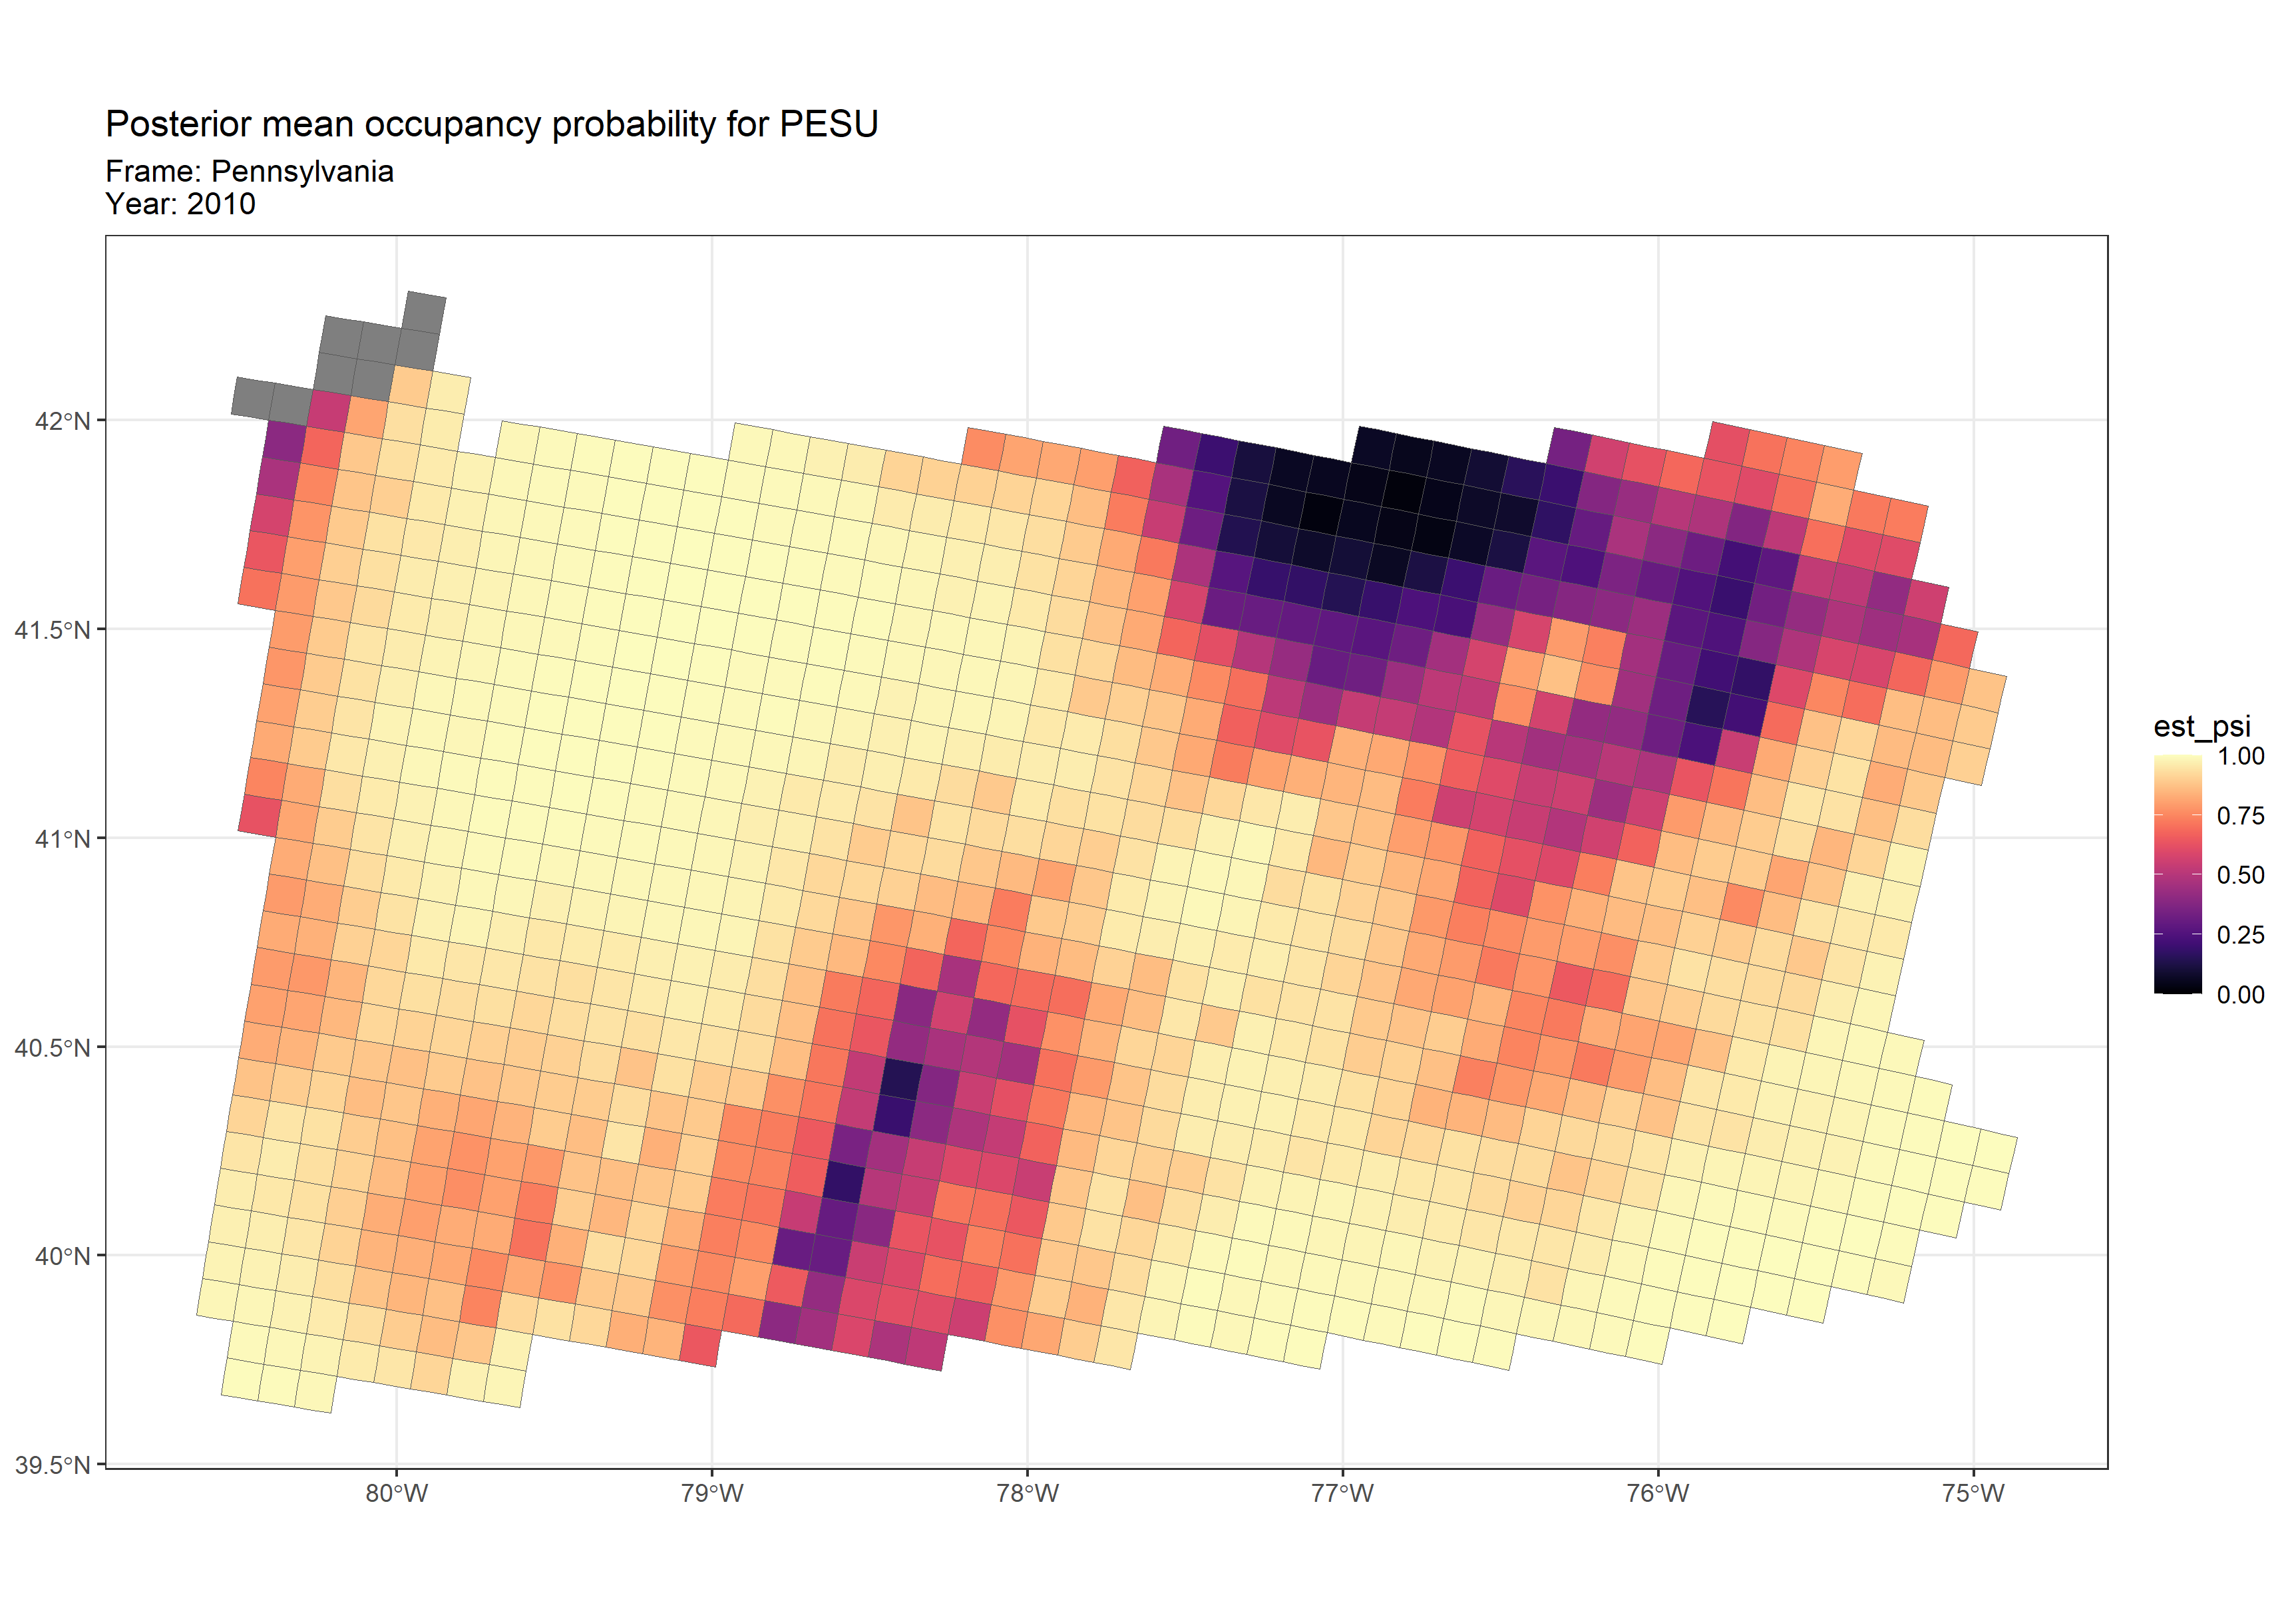 Posterior mean occupancy probability for PESU
Frame: Pennsylvania
Year: 2010
42°N
41.5°N
41°N
40.5°N
40°N
39.5°N
80°W
79°W
78°W
77°W
76°W
75°W
est_psi
1.00
0.75
0.50
0.25
0.00